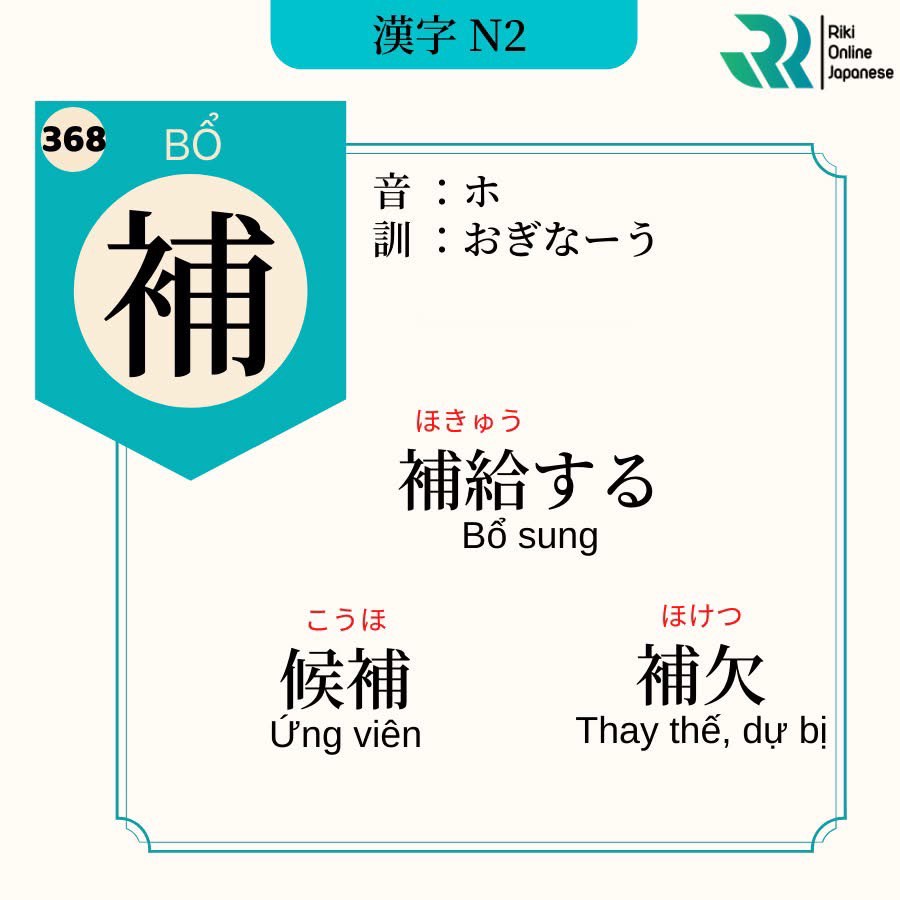 漢字 N2
Riki
Online
Japanese
368
BỔ
補
音 ：ホ
訓 ：おぎなーう
ほきゅう
補給する
Bổ sung
こうほ
候補
Ứng viên
ほけつ
補欠
Thay thế, dự bị